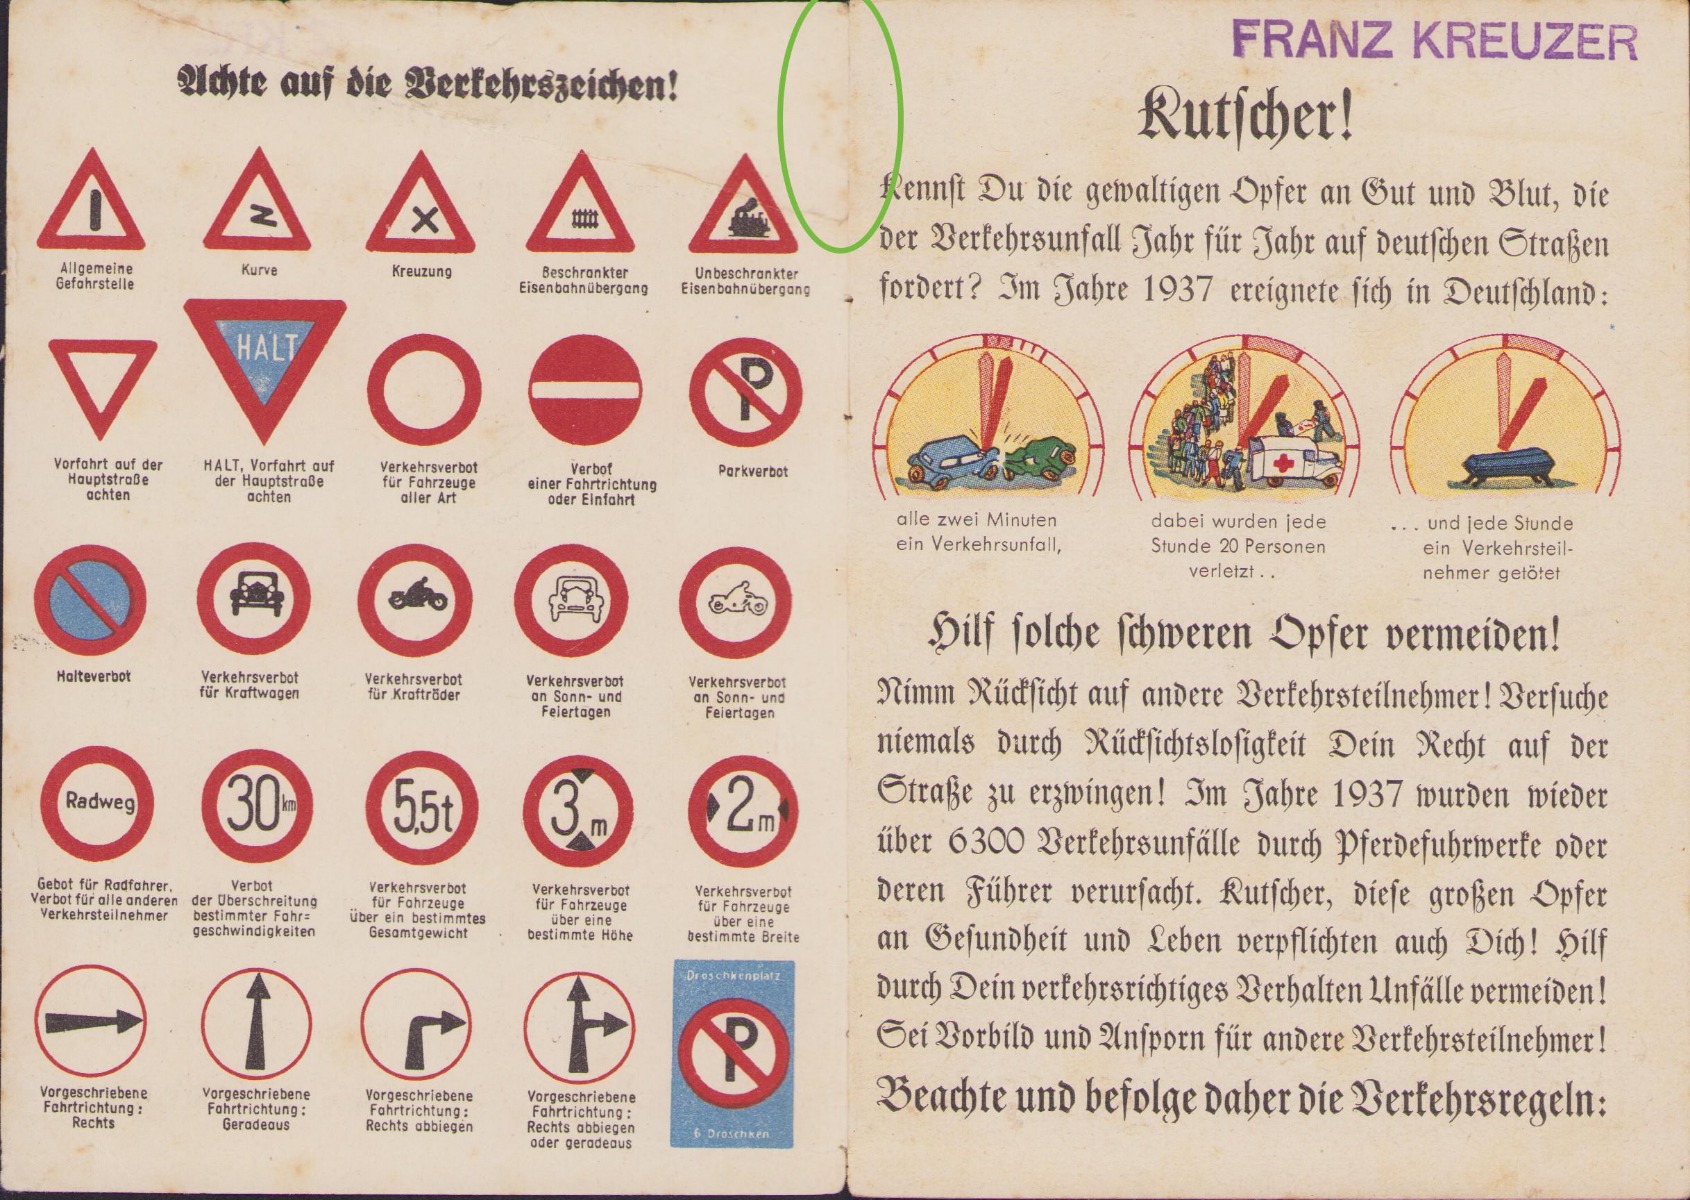 Achte auf die Verkehrszeichen!
Allgemeine
Gefahrstelle
Kurve
Kreuzung
Beschrankter
Eisenbahnübergang
Unbeschrankter
Eisenbahnübergang
HALT
P
Vorfahrt auf der
Hauptstraße
achten
HALT, Vorfahrt auf
der Hauptstraße
achten
Verkehrsverbot
für Fahrzeuge
aller Art
Verbot
einer Fahrtrichtung
oder Einfahrt
Parkverbot
Halteverbot
Verkehrsverbot
für Kraftwagen
Verkehrsverbot
für Krafträder
Verkehrsverbot
an Sonn- und
Feiertagen
Verkehrsverbot
an Sonn- und
Feiertagen
Radweg
30 km
5,5t
3 m
2 m
Gebot für Radfahrer,
Verbot für alle anderen
Verkehrsteilnehmer
Verbot
der Überschreitung
bestimmter Fahr=
geschwindigkeiten
Verkehrsverbot
für Fahrzeuge
über ein bestimmtes
Gesamtgewicht
Verkehrsverbot
für Fahrzeuge
über eine
bestimmte Höhe
Verkehrsverbot
für Fahrzeuge
über eine
bestimmte Breite
Vorgeschriebene
Fahrtrichtung:
Rechts
Vorgeschriebene
Fahrtrichtung:
Geradeaus
Vorgeschriebene
Fahrtrichtung:
Rechts abbiegen
Vorgeschriebene
Fahrtrichtung:
Rechts abbiegen
oder geradeaus
Droschkenplatz
P
6 Droschken
FRANZ KREUZER
Kutſcher!
Kennſt Du die gewaltigen Opfer an Gut und Blut, die
der Verkehrsunfall Jahr für Jahr auf deutſchen Straßen
fordert? Im Jahre 1937 ereignete ſich in Deutſchland:
alle zwei Minuten
ein Verkehrsunfall,
dabei wurden jede
Stunde 20 Personen
verletzt . .
. . . und jede Stunde
ein Verkehrsteil-
nehmer getötet
Hilf ſolche ſchweren Opfer vermeiden!
Nimm Rückſicht auf andere Verkehrsteilnehmer! Verſuche
niemals durch Rückſichtsloſigkeit Dein Recht auf der
Straße zu erzwingen! Im Jahre 1937 wurden wieder
über 6300 Verkehrsunfälle durch Pferdefuhrwerke oder
deren Führer verurſacht. Kutſcher, dieſe großen Opfer
an Geſundheit und Leben verpflichten auch Dich! Hilf
durch Dein verkehrsrichtiges Verhalten Unfälle vermeiden!
Sei Vorbild und Anſporn für andere Verkehrsteilnehmer!
Beachte und befolge daher die Verkehrsregeln: